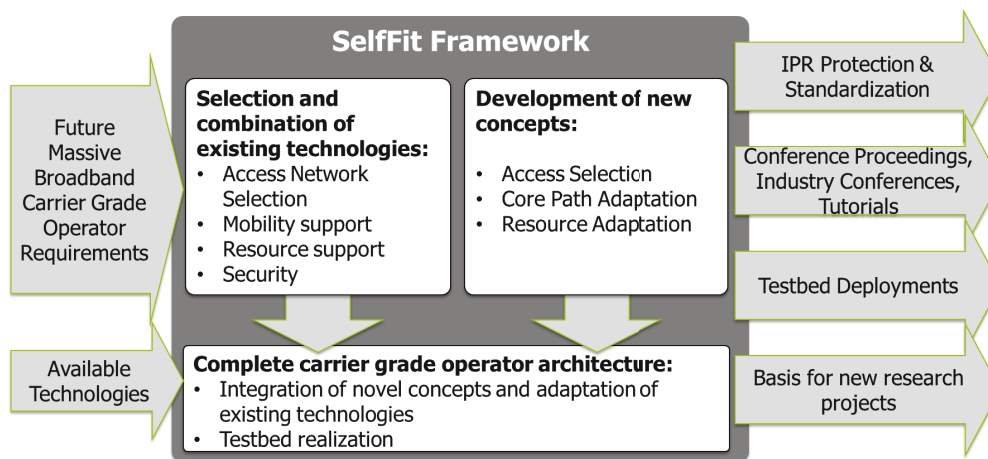 SelfFit Framework
Future
Massive
Broadband
Carrier Grade
Operator
Requirements
Available
Technologies
Selection and
combination of
existing technologies:
• Access Network
Selection
• Mobility support
• Resource support
• Security
Development of new
concepts:
• Access Selection
• Core Path Adaptation
• Resource Adaptation
Complete carrier grade operator architecture:
• Integration of novel concepts and adaptation of
existing technologies
• Testbed realization
IPR Protection &
Standardization
Conference Proceedings,
Industry Conferences,
Tutorials
Testbed Deployments
Basis for new research
projects